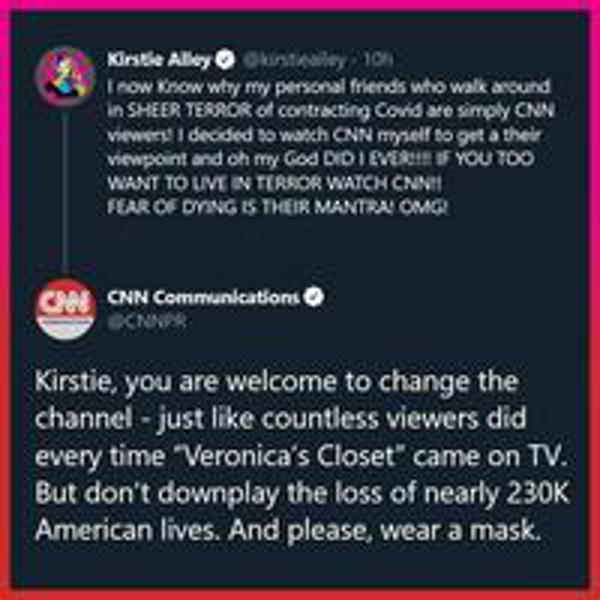 Kirstie Alley @kirstiealley · 10h
I now Know why my personal friends who walk around
in SHEER TERROR of contracting Covid are simply CNN
viewers! I decided to watch CNN myself to get a their
viewpoint and oh my God DID I EVER!!!! IF YOU TOO
WANT TO LIVE IN TERROR WATCH CNN!!
FEAR OF DYING IS THEIR MANTRA! OMG!
CNN
CNN Communications
@CNNPR
Kirstie, you are welcome to change the
channel - just like countless viewers did
every time “Veronica’s Closet” came on TV.
But don’t downplay the loss of nearly 230K
American lives. And please, wear a mask.